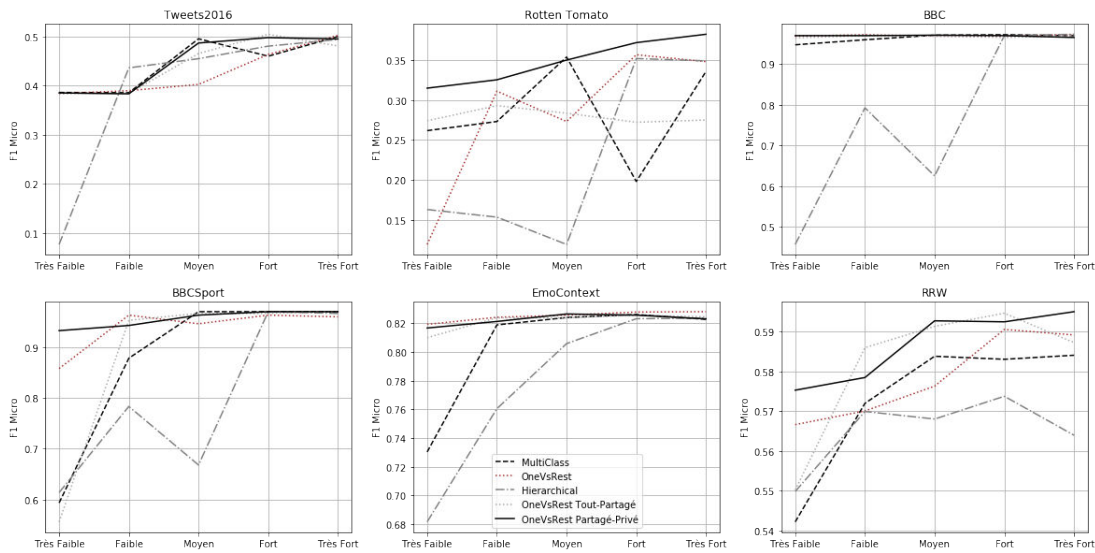 Tweets2016
F1 Micro
0.5
0.4
0.3
0.2
0.1
Très Faible Faible Moyen Fort Très Fort
Rotten Tomato
F1 Micro
0.35
0.30
0.25
0.20
0.15
Très Faible Faible Moyen Fort Très Fort
BBC
F1 Micro
0.9
0.8
0.7
0.6
0.5
Très Faible Faible Moyen Fort Très Fort
BBCSport
F1 Micro
0.9
0.8
0.7
0.6
Très Faible Faible Moyen Fort Très Fort
EmoContext
F1 Micro
0.82
0.80
0.78
0.76
0.74
0.72
0.70
0.68
MultiClass
OneVsRest
Hierarchical
OneVsRest Tout-Partagé
OneVsRest Partagé-Privé
Très Faible Faible Moyen Fort Très Fort
RRW
F1 Micro
0.59
0.58
0.57
0.56
0.55
0.54
Très Faible Faible Moyen Fort Très Fort